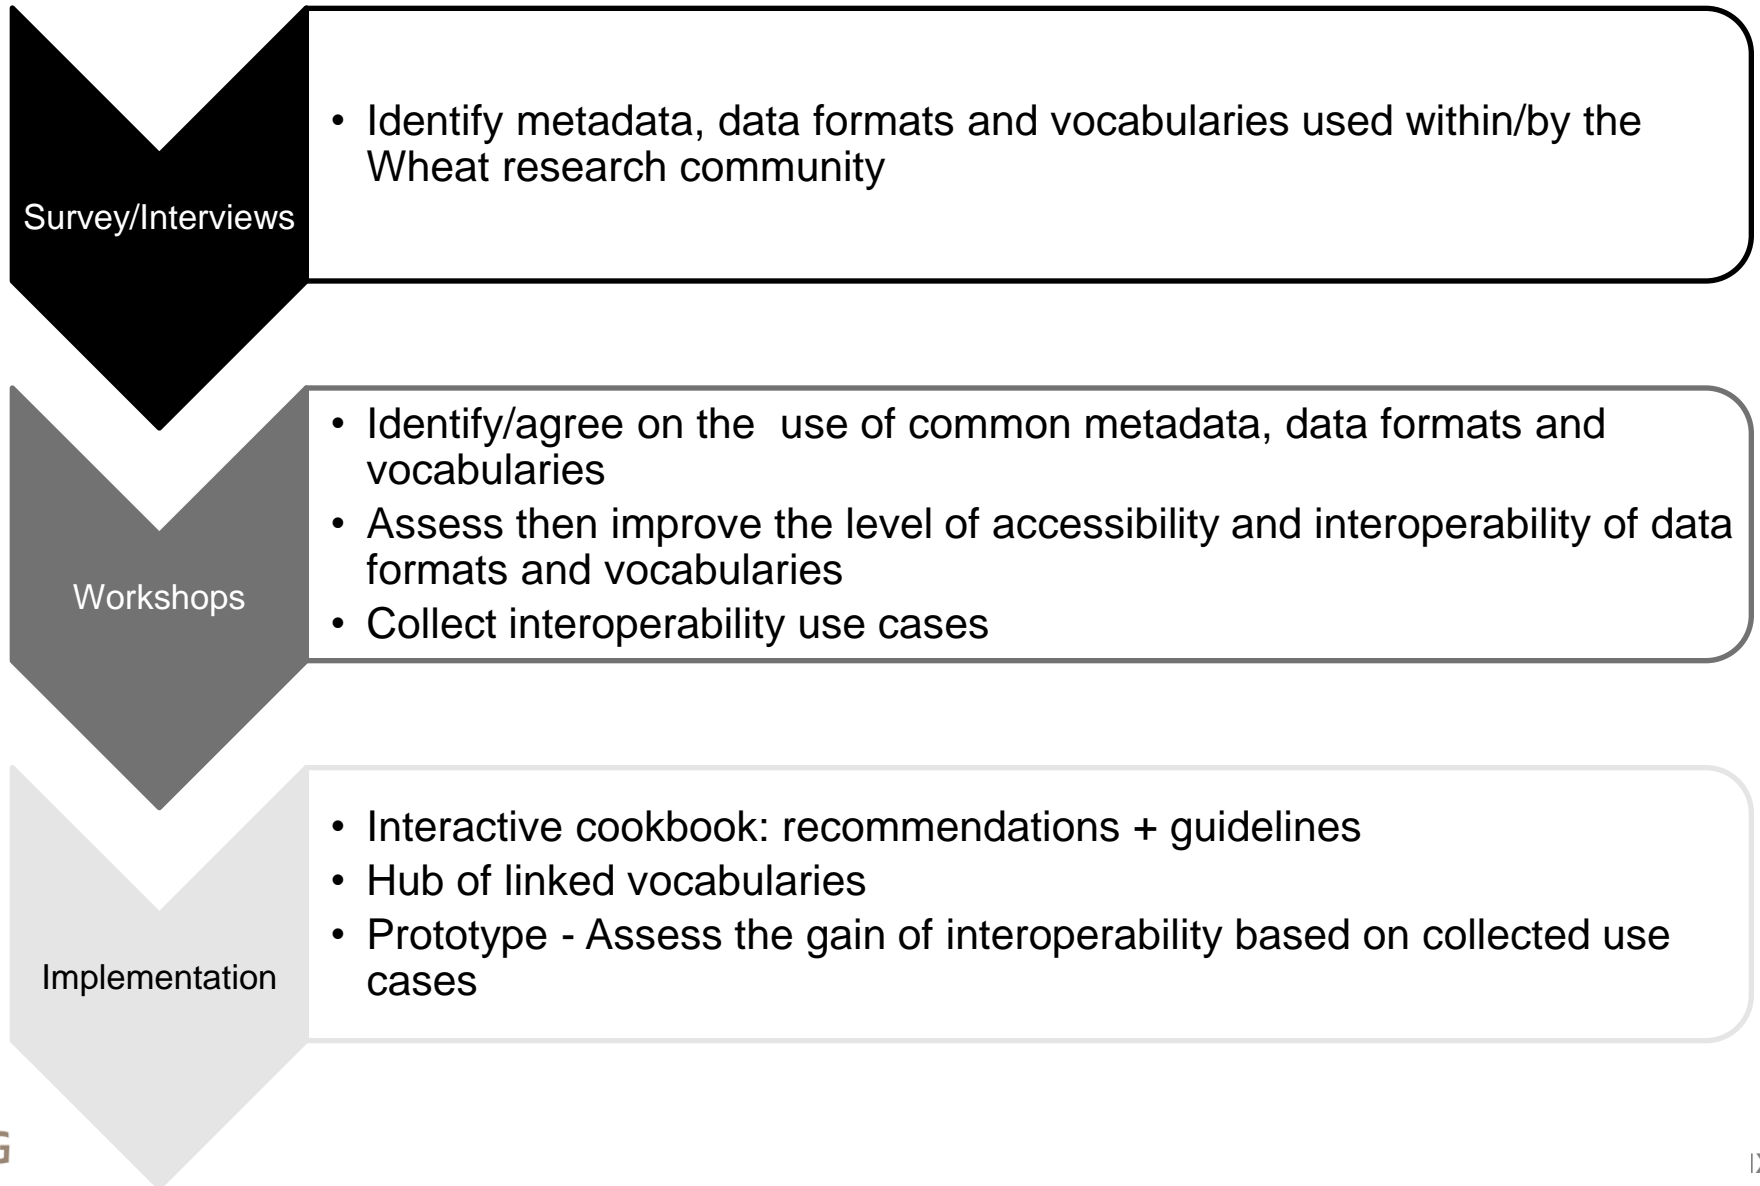 Survey/Interviews
• Identify metadata, data formats and vocabularies used within/by the
Wheat research community
Workshops
• Identify/agree on the  use of common metadata, data formats and
vocabularies
• Assess then improve the level of accessibility and interoperability of data
formats and vocabularies
• Collect interoperability use cases
Implementation
• Interactive cookbook: recommendations + guidelines
• Hub of linked vocabularies
• Prototype - Assess the gain of interoperability based on collected use
cases
G